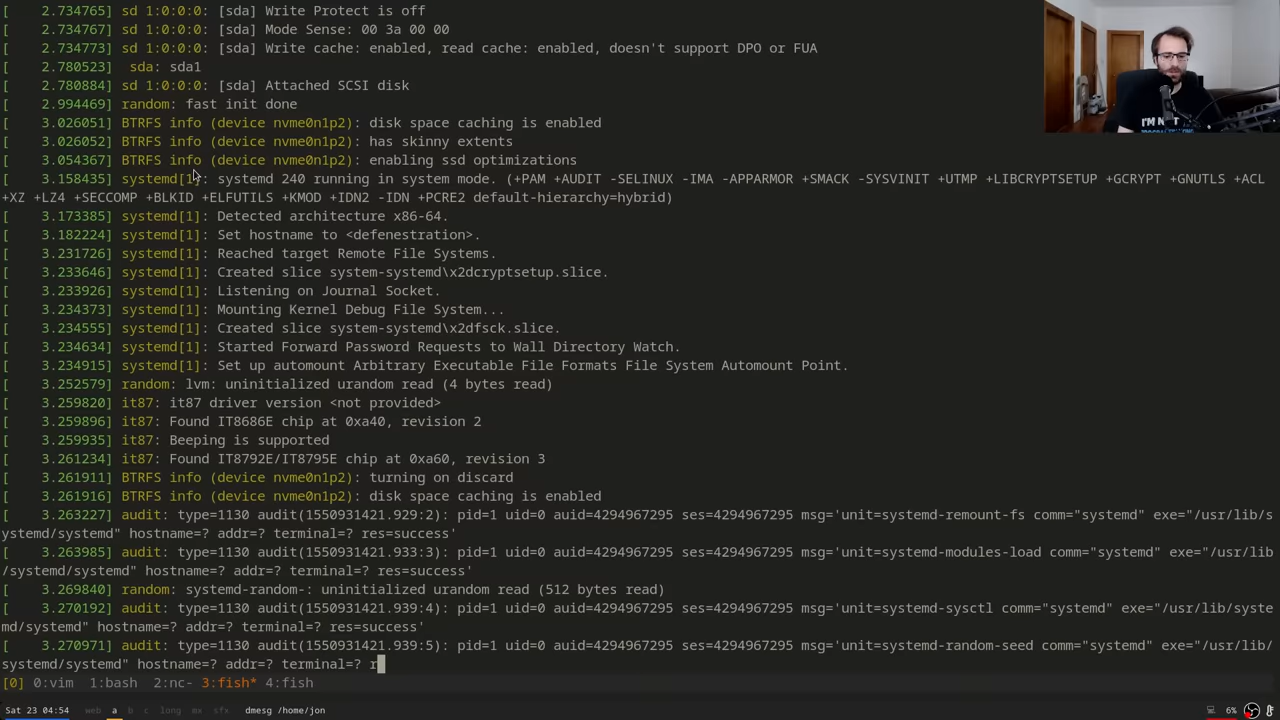 [    2.734765] sd 1:0:0:0: [sda] Write Protect is off
[    2.734767] sd 1:0:0:0: [sda] Mode Sense: 00 3a 00 00
[    2.734773] sd 1:0:0:0: [sda] Write cache: enabled, read cache: enabled, doesn't support DPO or FUA
[    2.780523]  sda: sda1
[    2.780884] sd 1:0:0:0: [sda] Attached SCSI disk
[    2.994469] random: fast init done
[    3.026051] BTRFS info (device nvme0n1p2): disk space caching is enabled
[    3.026052] BTRFS info (device nvme0n1p2): has skinny extents
[    3.054367] BTRFS info (device nvme0n1p2): enabling ssd optimizations
[    3.158435] systemd[1]: systemd 240 running in system mode. (+PAM +AUDIT -SELINUX -IMA -APPARMOR +SMACK -SYSVINIT +UTMP +LIBCRYPTSETUP +GCRYPT +GNUTLS +ACL
+XZ +LZ4 +SECCOMP +BLKID +ELFUTILS +KMOD +IDN2 -IDN +PCRE2 default-hierarchy=hybrid)
[    3.173385] systemd[1]: Detected architecture x86-64.
[    3.182224] systemd[1]: Set hostname to <defenestration>.
[    3.231726] systemd[1]: Reached target Remote File Systems.
[    3.233646] systemd[1]: Created slice system-systemd\x2dcryptsetup.slice.
[    3.233926] systemd[1]: Listening on Journal Socket.
[    3.234373] systemd[1]: Mounting Kernel Debug File System...
[    3.234555] systemd[1]: Created slice system-systemd\x2dfsck.slice.
[    3.234634] systemd[1]: Started Forward Password Requests to Wall Directory Watch.
[    3.234915] systemd[1]: Set up automount Arbitrary Executable File Formats File System Automount Point.
[    3.252579] random: lvm: uninitialized urandom read (4 bytes read)
[    3.259820] it87: it87 driver version <not provided>
[    3.259896] it87: Found IT8686E chip at 0xa40, revision 2
[    3.259935] it87: Beeping is supported
[    3.261234] it87: Found IT8792E/IT8795E chip at 0xa60, revision 3
[    3.261911] BTRFS info (device nvme0n1p2): turning on discard
[    3.261916] BTRFS info (device nvme0n1p2): disk space caching is enabled
[    3.263227] audit: type=1130 audit(1550931421.929:2): pid=1 uid=0 auid=4294967295 ses=4294967295 msg='unit=systemd-remount-fs comm="systemd" exe="/usr/lib/s
ystemd/systemd" hostname=? addr=? terminal=? res=success'
[    3.263985] audit: type=1130 audit(1550931421.933:3): pid=1 uid=0 auid=4294967295 ses=4294967295 msg='unit=systemd-modules-load comm="systemd" exe="/usr/lib
/systemd/systemd" hostname=? addr=? terminal=? res=success'
[    3.269840] random: systemd-random-: uninitialized urandom read (512 bytes read)
[    3.270192] audit: type=1130 audit(1550931421.939:4): pid=1 uid=0 auid=4294967295 ses=4294967295 msg='unit=systemd-sysctl comm="systemd" exe="/usr/lib/syste
md/systemd" hostname=? addr=? terminal=? res=success'
[    3.270971] audit: type=1130 audit(1550931421.939:5): pid=1 uid=0 auid=4294967295 ses=4294967295 msg='unit=systemd-random-seed comm="systemd" exe="/usr/lib/
systemd/systemd" hostname=? addr=? terminal=? r
[0] 0:vim  1:bash  2:nc- 3:fish* 4:fish
Sat 23 04:54 web a b c long mx sfx dmesg /home/jon 6%
I'M NOT